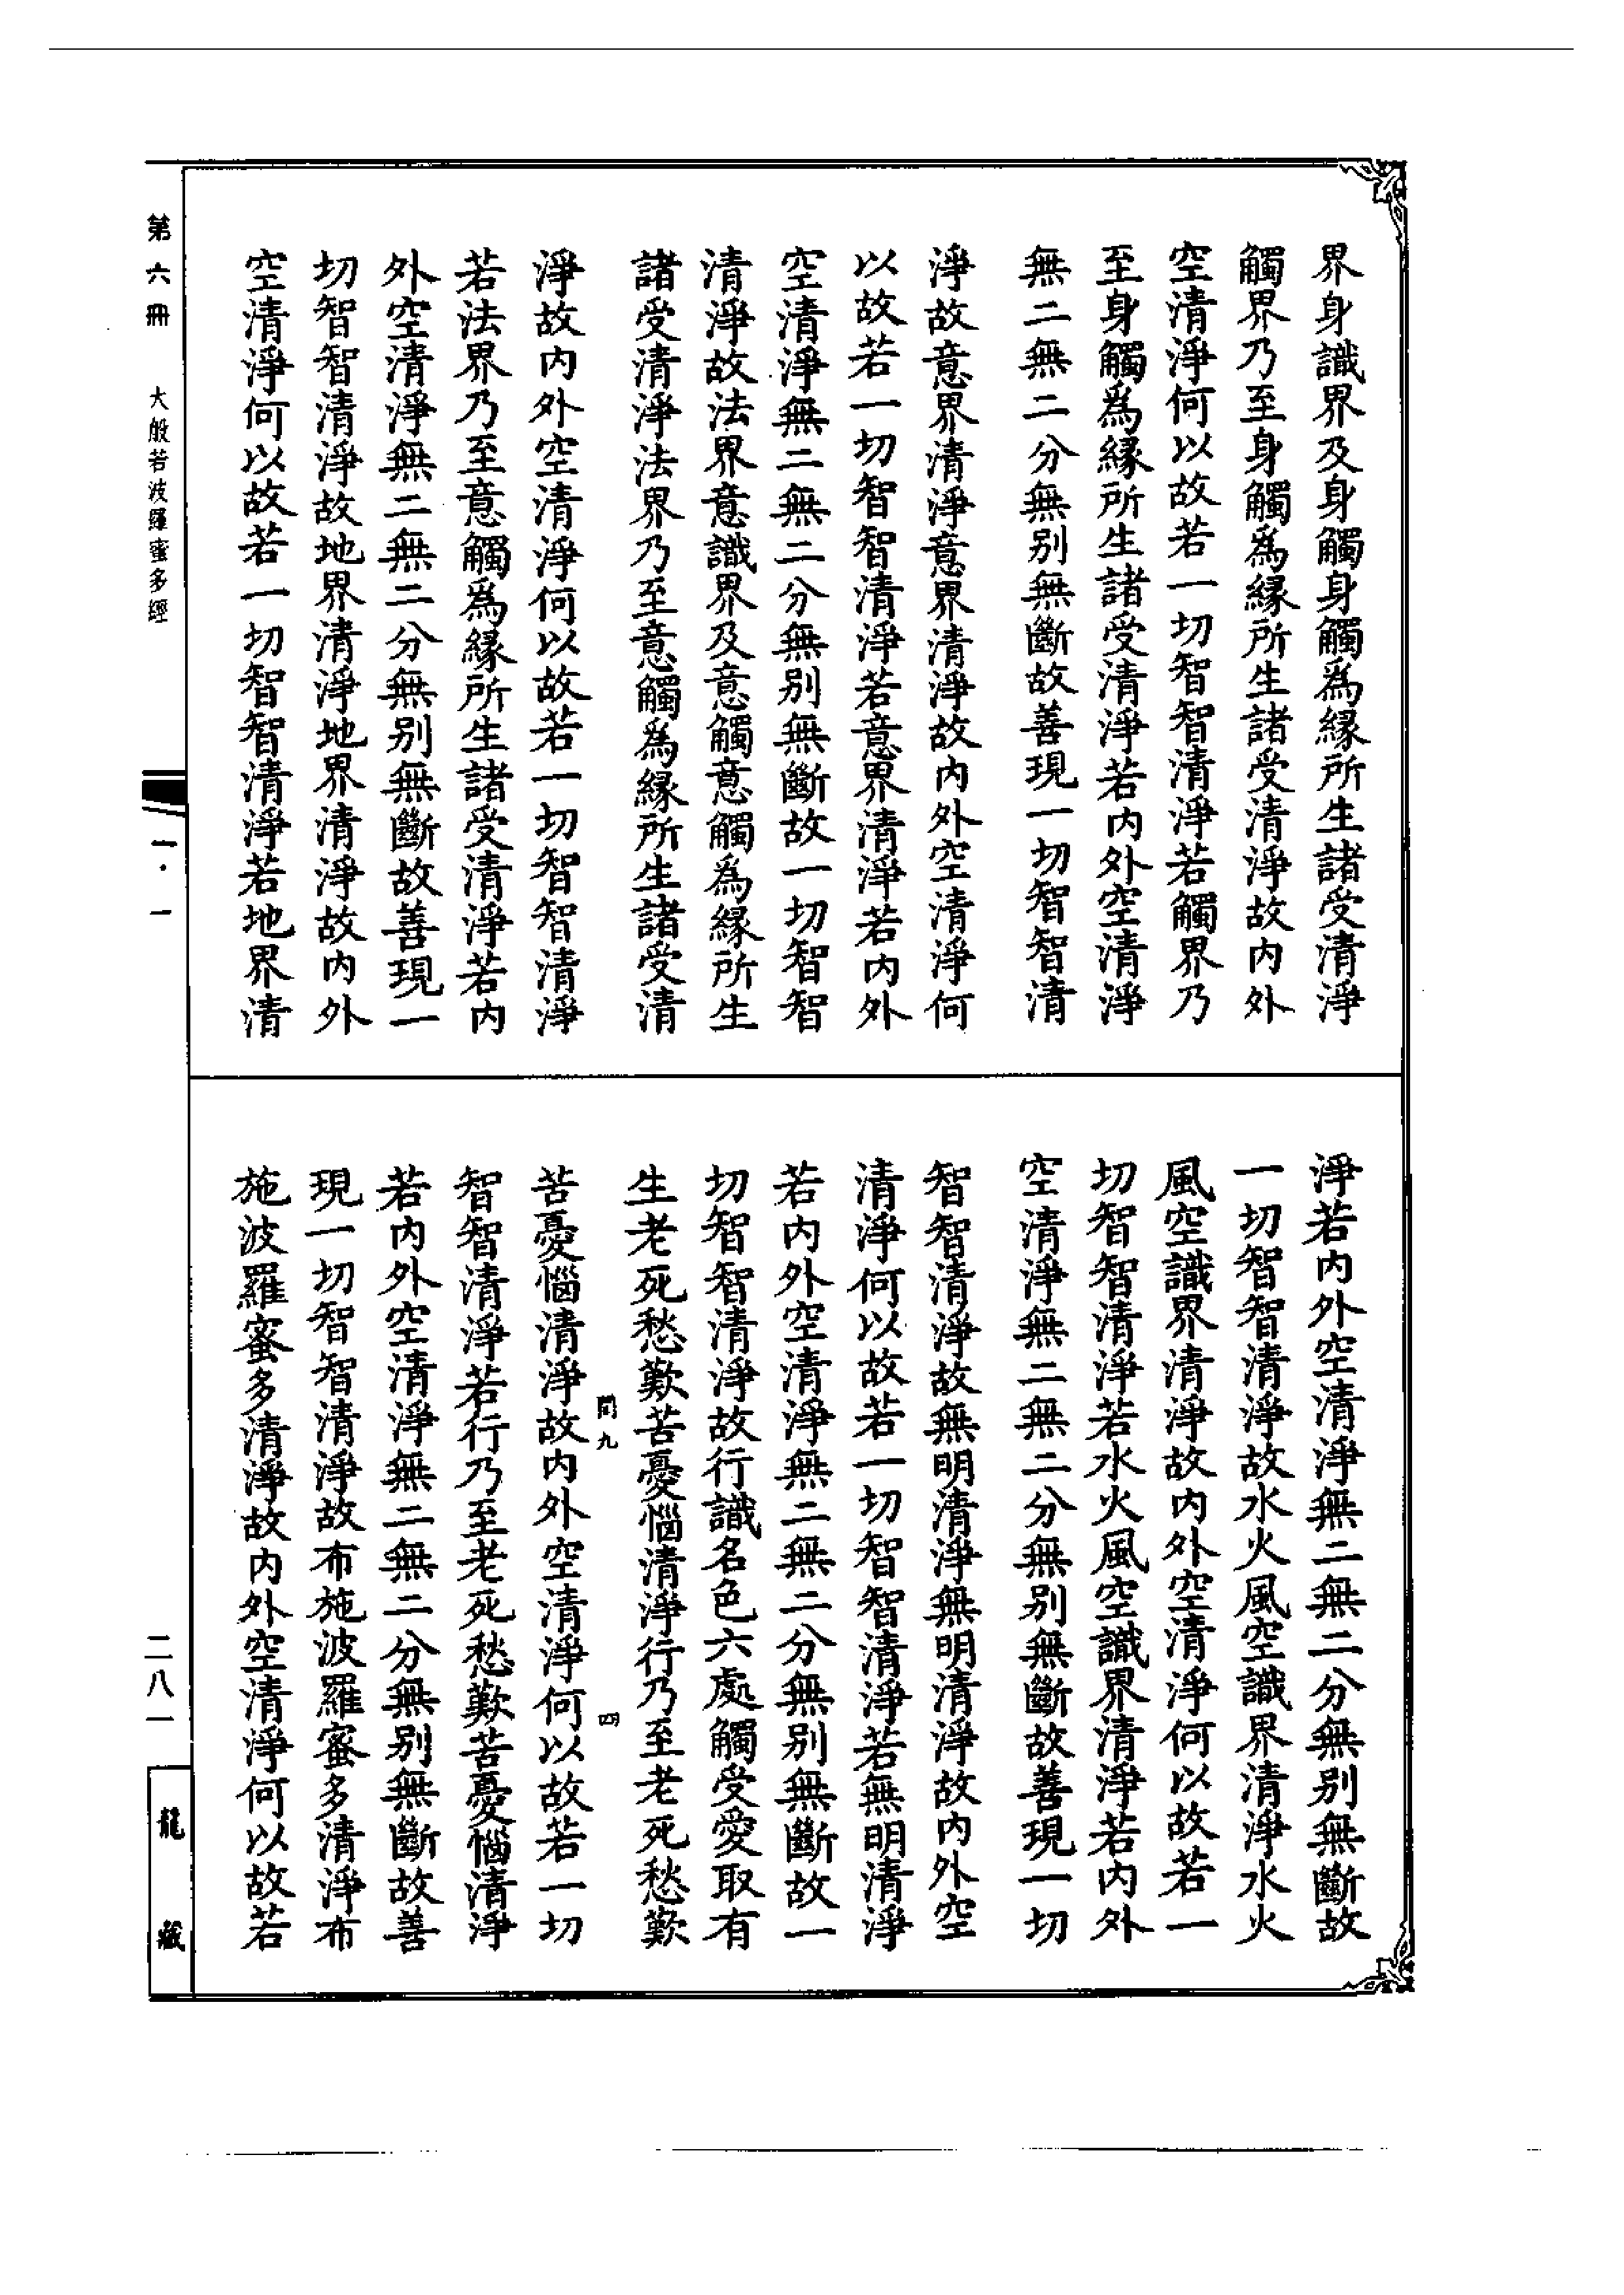 界身識界及身觸身觸爲緣所生諸受清淨
觸界乃至身觸爲緣所生諸受清淨故內外
空清淨何以故若一切智智清淨若觸界乃
至身觸爲緣所生諸受清淨若內外空清淨
無二無二分無別無斷故善現一切智智清
淨故意界清淨意界清淨故內外空清淨何
以故若一切智智清淨若意界清淨若內外
空清淨無二無二分無別無斷故一切智智
清淨故法界意識界及意觸意觸爲緣所生
諸受清淨法界乃至意觸爲緣所生諸受清
淨故內外空清淨何以故若一切智智清淨
若法界乃至意觸爲緣所生諸受清淨若內
外空清淨無二無二分無別無斷故善現一
切智智清淨故地界清淨地界清淨故內外
空清淨何以故若一切智智清淨若地界清
淨若內外空清淨無二無二分無別無斷故
一切智智清淨故水火風空識界清淨水火
風空識界清淨故內外空清淨何以故若一
切智智清淨若水火風空識界清淨若內外
空清淨無二無二分無別無斷故善現一切
智智清淨故無明清淨無明清淨故內外空
清淨何以故若一切智智清淨若無明清淨
若內外空清淨無二無二分無別無斷故一
切智智清淨故行識名色六處觸受愛取有
生老死愁歎苦憂惱清淨行乃至老死愁歎
問九 四
苦憂惱清淨故內外空清淨何以故若一切
智智清淨若行乃至老死愁歎苦憂惱清淨
若內外空清淨無二無二分無別無斷故善
現一切智智清淨故布施波羅蜜多清淨布
施波羅蜜多清淨故內外空清淨何以故若
第六冊 大般若波羅蜜多經 一·一 二八一 龍藏